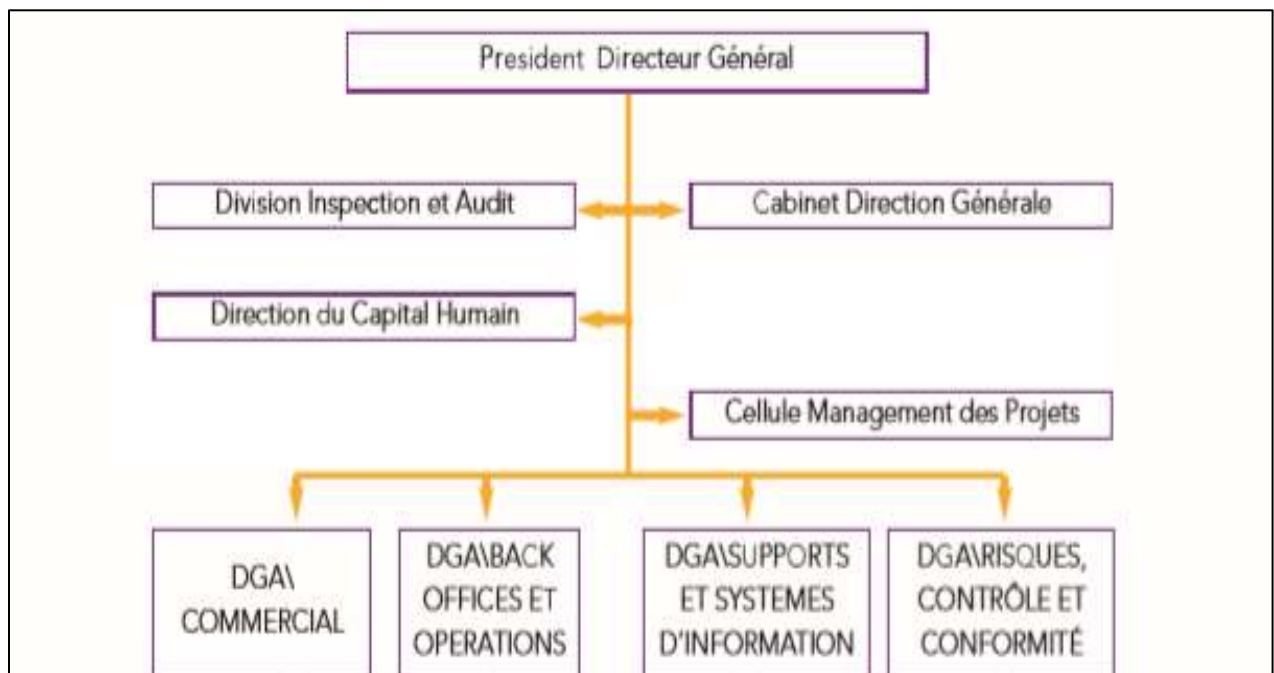 President Directeur Général
Division Inspection et Audit
Cabinet Direction Générale
Direction du Capital Humain
Cellule Management des Projets
DGA\
COMMERCIAL
DGA\BACK
OFFICES ET
OPERATIONS
DGA\SUPPORTS
ET SYSTEMES
D'INFORMATION
DGA\RISQUES,
CONTRÔLE ET
CONFORMITÉ